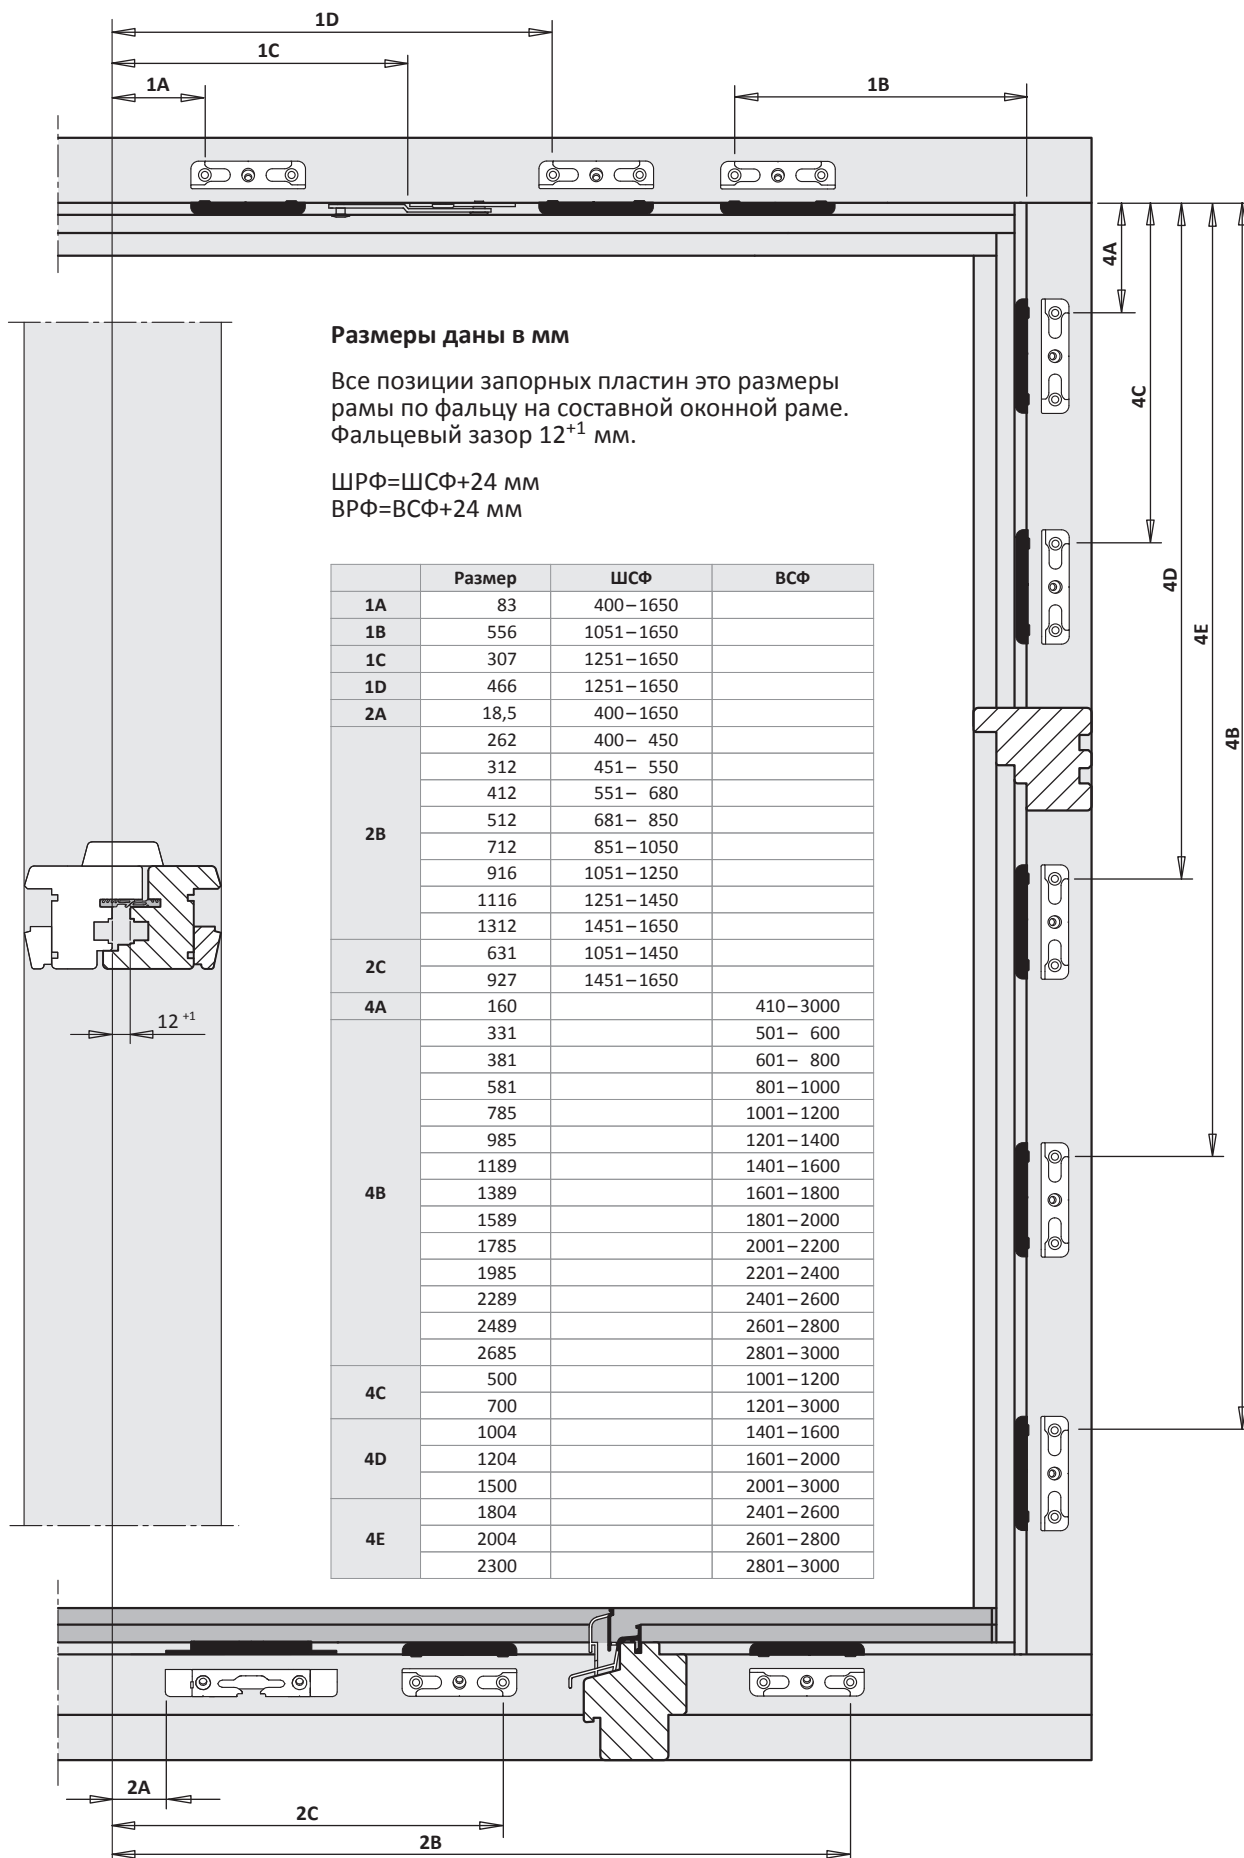 1D
1C
1A
1B
4A
4C
4D
4E
4B
Размеры даны в мм
Все позиции запорных пластин это размеры
рамы по фальцу на составной оконной раме.
Фальцевый зазор 12+1 мм.
ШРФ=ШСФ+24 мм
ВРФ=ВСФ+24 мм
Размер ШСФ ВСФ
1A 83 400–1650
1B 556 1051–1650
1C 307 1251–1650
1D 466 1251–1650
2A 18,5 400–1650
2B 262 400– 450
312 451– 550
412 551– 680
512 681– 850
712 851–1050
916 1051–1250
1116 1251–1450
1312 1451–1650
2C 631 1051–1450
927 1451–1650
4A 160 410–3000
4B 331 501– 600
381 601– 800
581 801–1000
785 1001–1200
985 1201–1400
1189 1401–1600
1389 1601–1800
1589 1801–2000
1785 2001–2200
1985 2201–2400
2289 2401–2600
2489 2601–2800
2685 2801–3000
4C 500 1001–1200
700 1201–3000
4D 1004 1401–1600
1204 1601–2000
1500 2001–3000
4E 1804 2401–2600
2004 2601–2800
2300 2801–3000
12 +1
2A
2C
2B